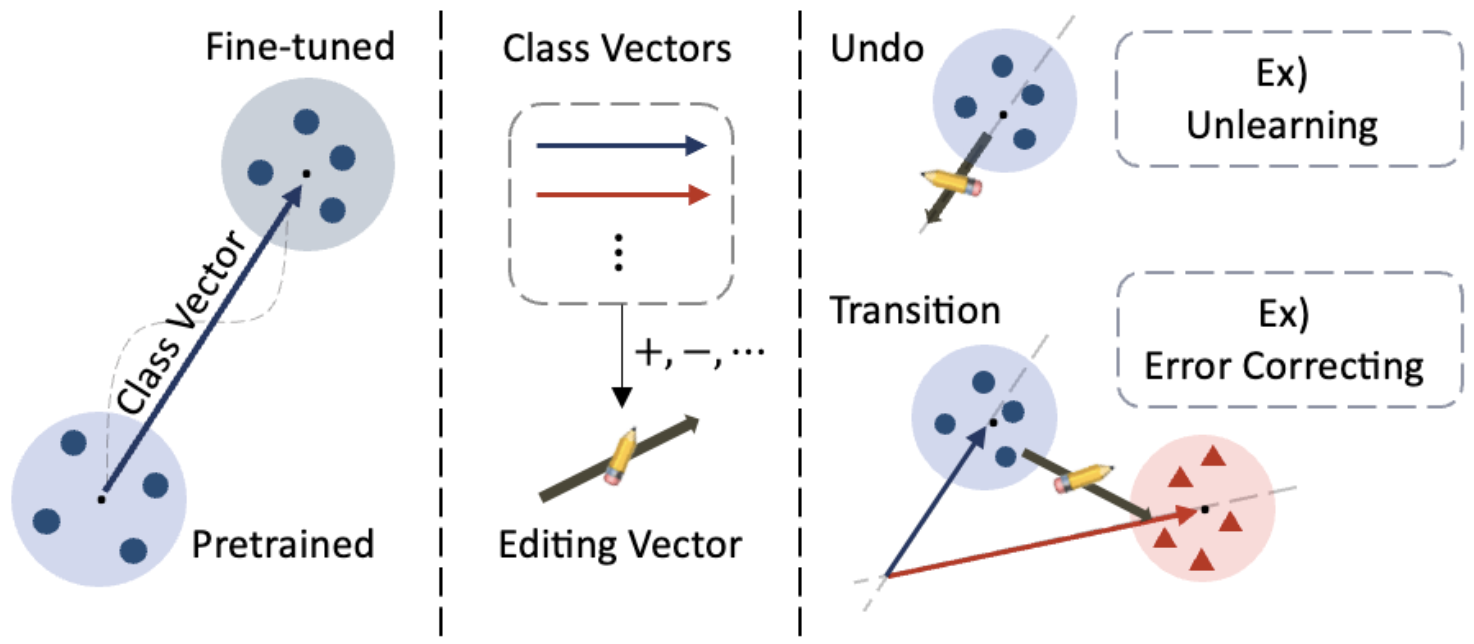 Fine-tuned
Class Vector
Pretrained
Class Vectors
+, −, ⋯
Editing Vector
Undo
Ex)
Unlearning
Transition
Ex)
Error Correcting